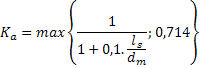 K_a = max { 1 / (1 + 0,1. l_s / d_m) ; 0,714 }